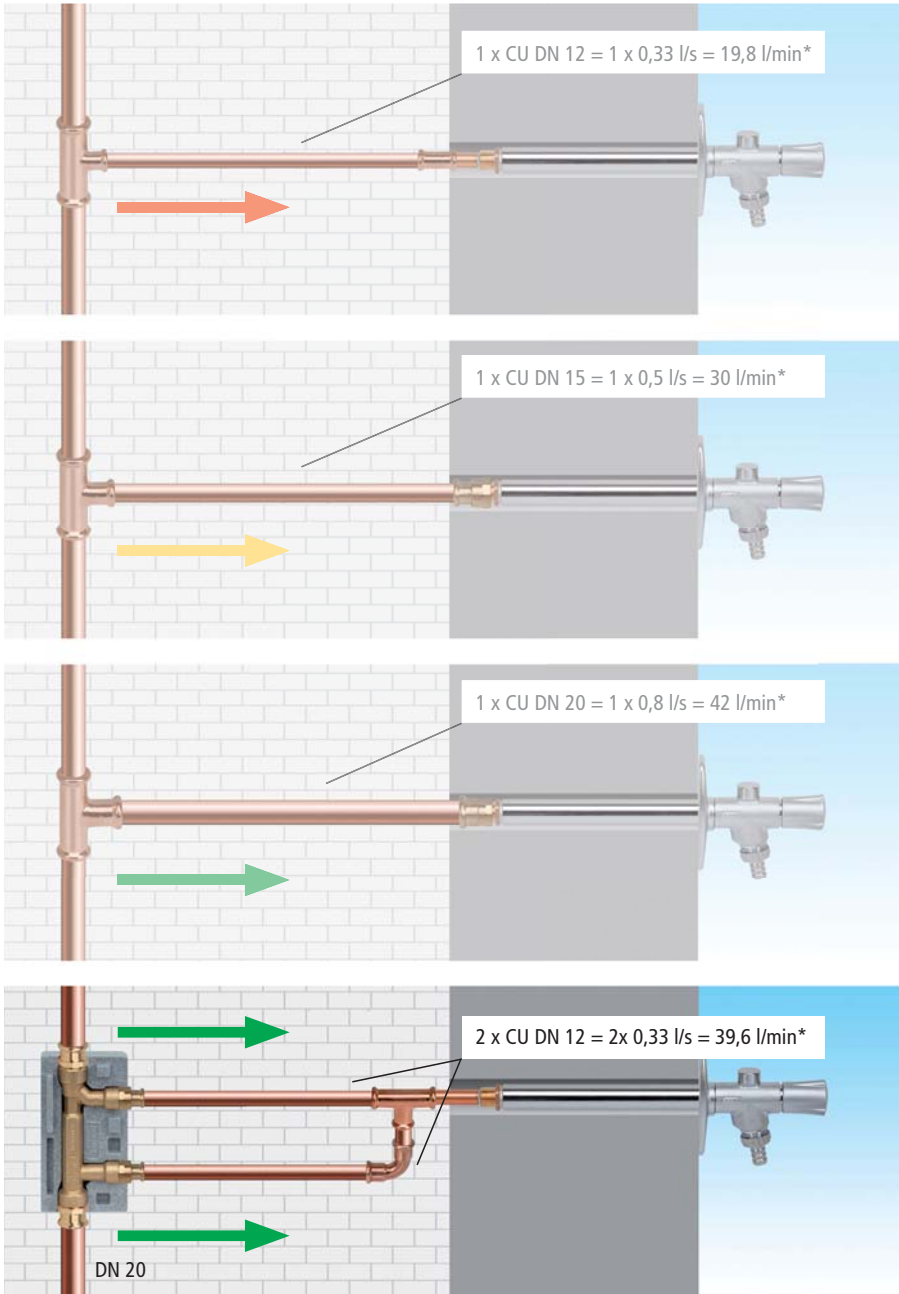 1 x CU DN 12 = 1 x 0,33 l/s = 19,8 l/min*
1 x CU DN 15 = 1 x 0,5 l/s = 30 l/min*
1 x CU DN 20 = 1 x 0,8 l/s = 42 l/min*
2 x CU DN 12 = 2x 0,33 l/s = 39,6 l/min*
DN 20